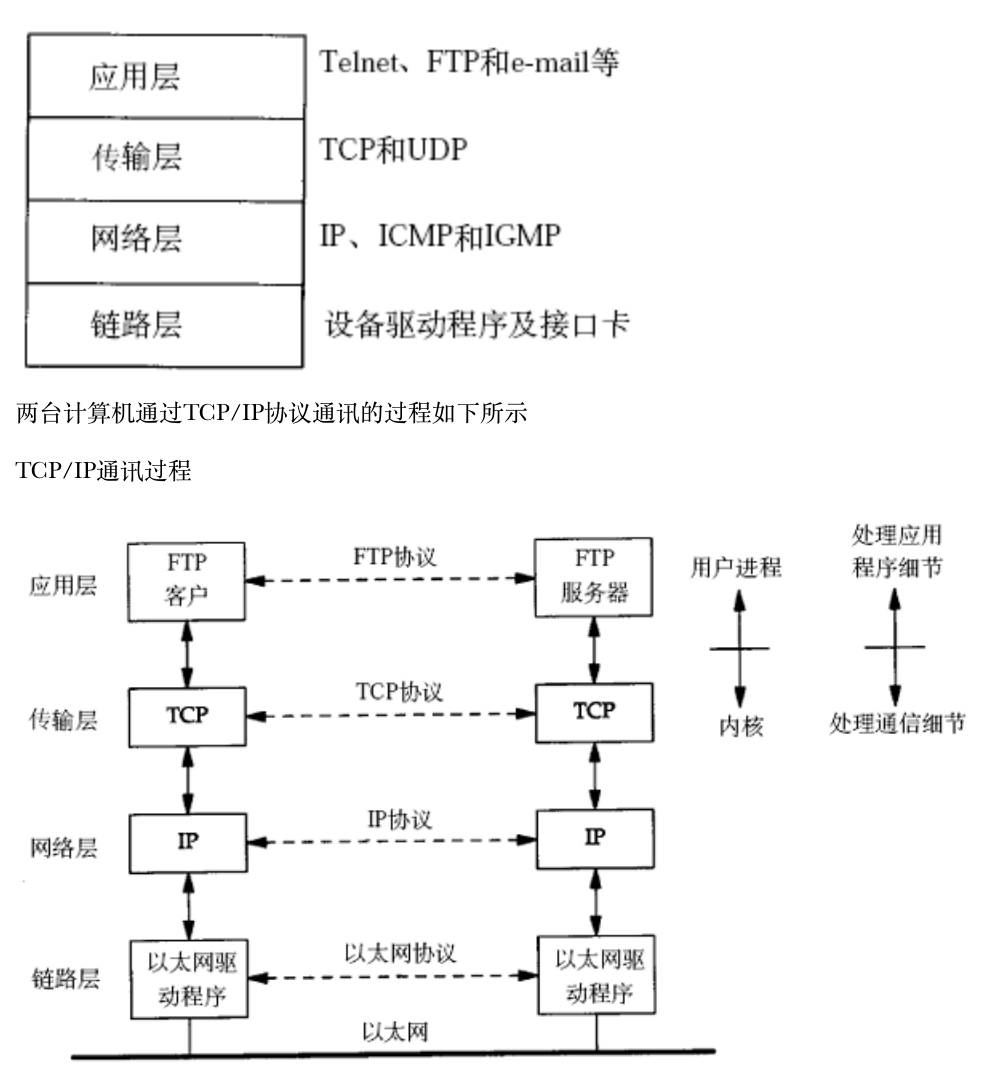 应用层 Telnet、FTP和e-mail等
传输层 TCP和UDP
网络层 IP、ICMP和IGMP
链路层 设备驱动程序及接口卡
两台计算机通过TCP/IP协议通讯的过程如下所示
TCP/IP通讯过程
应用层
FTP
客户
FTP协议
FTP
服务器
用户进程
处理应用
程序细节
内核
处理通信细节
传输层
TCP
TCP协议
TCP
网络层
IP
IP协议
IP
链路层
以太网驱
动程序
以太网协议
以太网驱
动程序
以太网